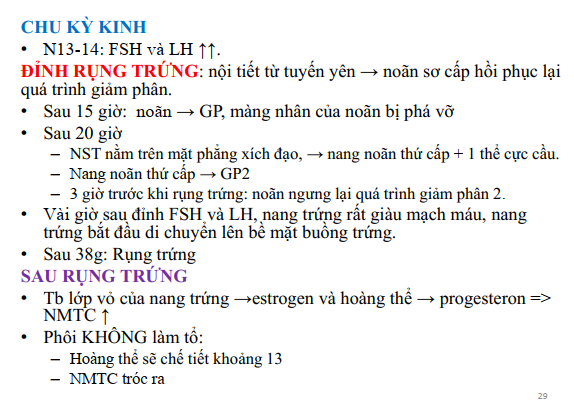 CHU KỲ KINH
• N13-14: FSH và LH ↑↑.
ĐỈNH RỤNG TRỨNG: nội tiết từ tuyến yên → noãn sơ cấp hồi phục lại
quá trình giảm phân.
• Sau 15 giờ: noãn → GP, màng nhân của noãn bị phá vỡ
• Sau 20 giờ
– NST nằm trên mặt phẳng xích đạo, → nang noãn thứ cấp + 1 thể cực cầu.
– Nang noãn thứ cấp → GP2
– 3 giờ trước khi rụng trứng: noãn ngưng lại quá trình giảm phân 2.
• Vài giờ sau đỉnh FSH và LH, nang trứng rất giàu mạch máu, nang
trứng bắt đầu di chuyển lên bề mặt buồng trứng.
• Sau 38g: Rụng trứng
SAU RỤNG TRỨNG
• Tb lớp vỏ của nang trứng →estrogen và hoàng thể → progesteron =>
NMTC ↑
• Phôi KHÔNG làm tổ:
– Hoàng thể sẽ chế tiết khoảng 13
– NMTC tróc ra
29